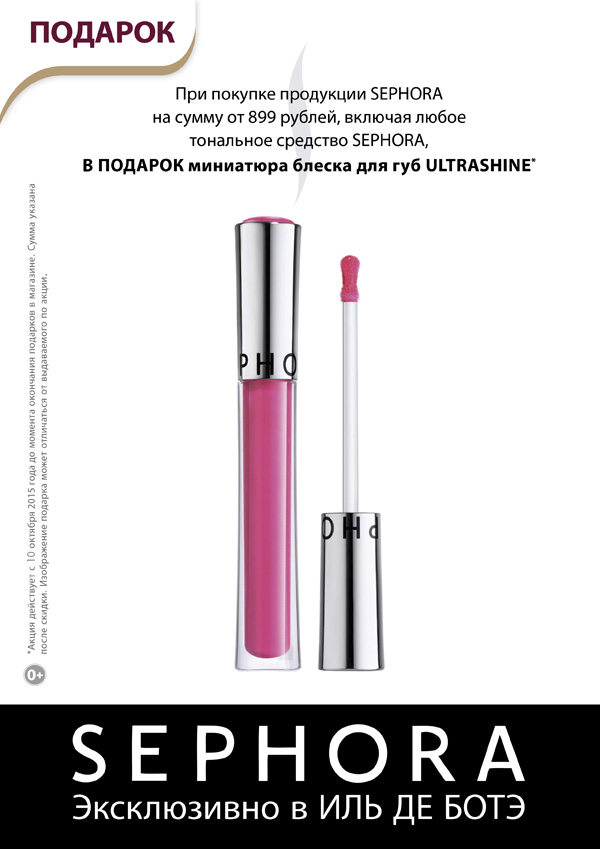 ПОДАРОК
При покупке продукции SEPHORA
на сумму от 899 рублей, включая любое
тональное средство SEPHORA,
В ПОДАРОК миниатюра блеска для губ ULTRASHINE*
*Акция действует с 10 октября 2015 года до момента окончания подарков в магазине. Сумма указана
после скидки. Изображение подарка может отличаться от выдаваемого по акции.
PHO
PHO
0+
SEPHORA
Эксклюзивно в ИЛЬ ДЕ БОТЭ